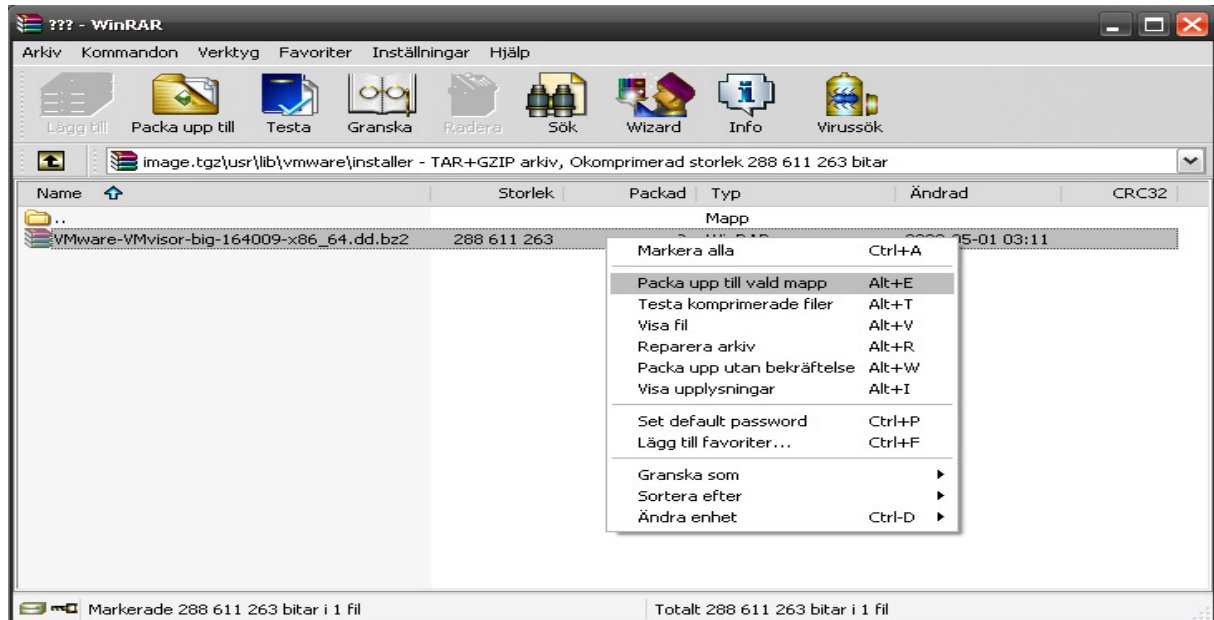 ??? - WinRAR
Arkiv Kommandon Verktyg Favoriter Inställningar Hjälp
Lägg till Packa upp till Testa Granska Radera Sök Wizard Info Virussök
image.tgz\usr\lib\vmware\installer - TAR+GZIP arkiv, Okomprimerad storlek 288 611 263 bitar
Name Storlek Packad Typ Ändrad CRC32
.. Mapp
VMware-VMvisor-big-164009-x86_64.dd.bz2 288 611 263 05-01 03:11
Markera alla Ctrl+A
Packa upp till vald mapp Alt+E
Testa komprimerade filer Alt+T
Visa fil Alt+V
Reparera arkiv Alt+R
Packa upp utan bekräftelse Alt+W
Visa upplysningar Alt+I
Set default password Ctrl+P
Lägg till favoriter... Ctrl+F
Granska som
Sortera efter
Ändra enhet Ctrl-D
Markerade 288 611 263 bitar i 1 fil Totalt 288 611 263 bitar i 1 fil